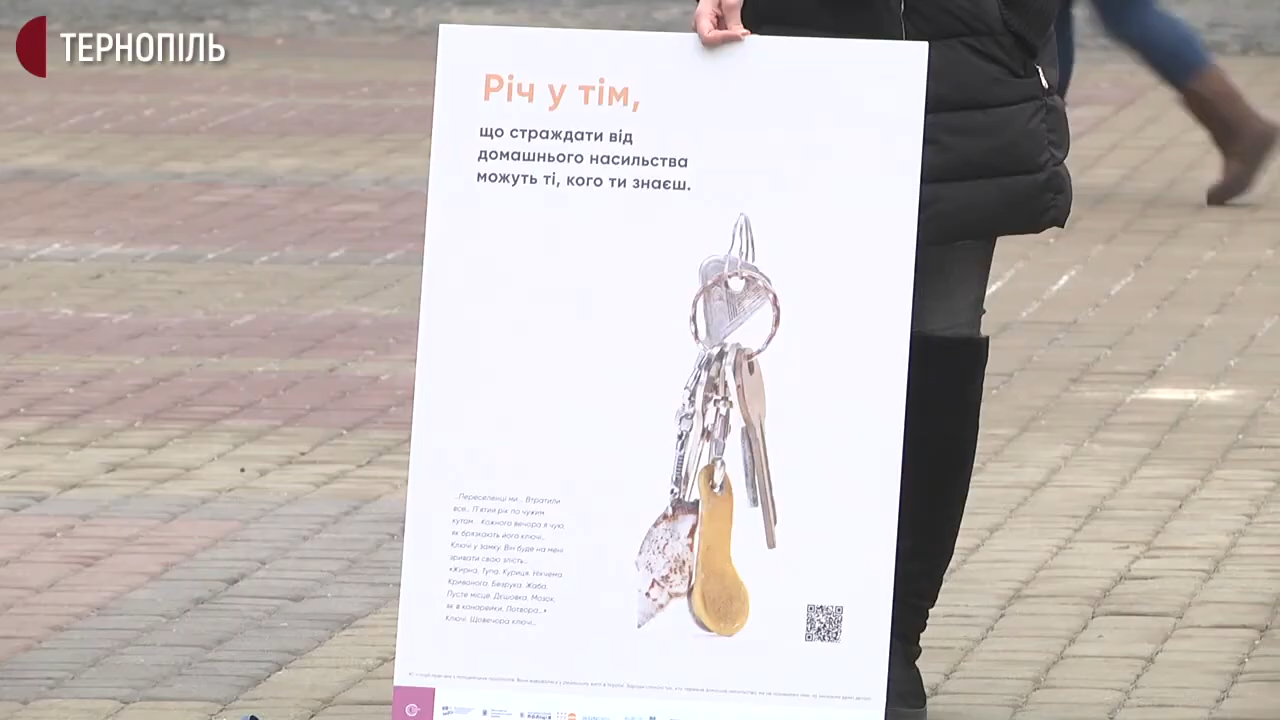 ТЕРНОПІЛЬ
Річ у тім,
що страждати від
домашнього насильства
можуть ті, кого ти знаєш.
...Переселенці ми... Втратили
все... П'ятий рік по чужим
кутам... Кожного вечора я чую,
як брязкають його ключі...
Ключі у замку. Він буде на мені
зривати свою злість...
«Жирна. Тупа. Курица. Нікчема.
Кривонога. Безрука. Жаба.
Пусте місце. Дєшовка. Мозок,
як в канарейки. Потвора...»
Ключі. Щовечора ключі...